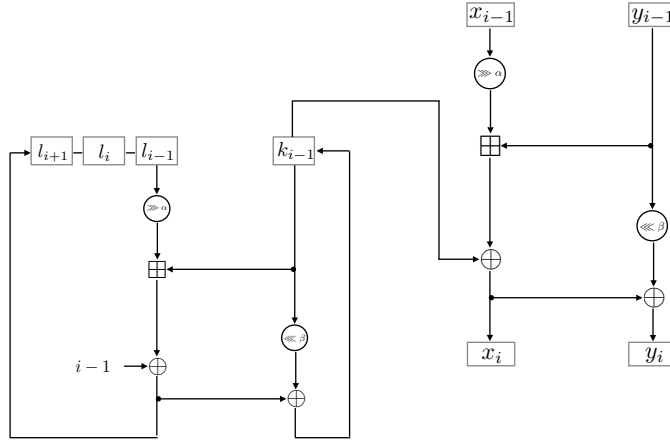 x_{i-1} y_{i-1}
⋙ α
l_{i+1} l_i l_{i-1} k_{i-1}
⋙ α
⋘ β
⋘ β
x_i y_i
i − 1